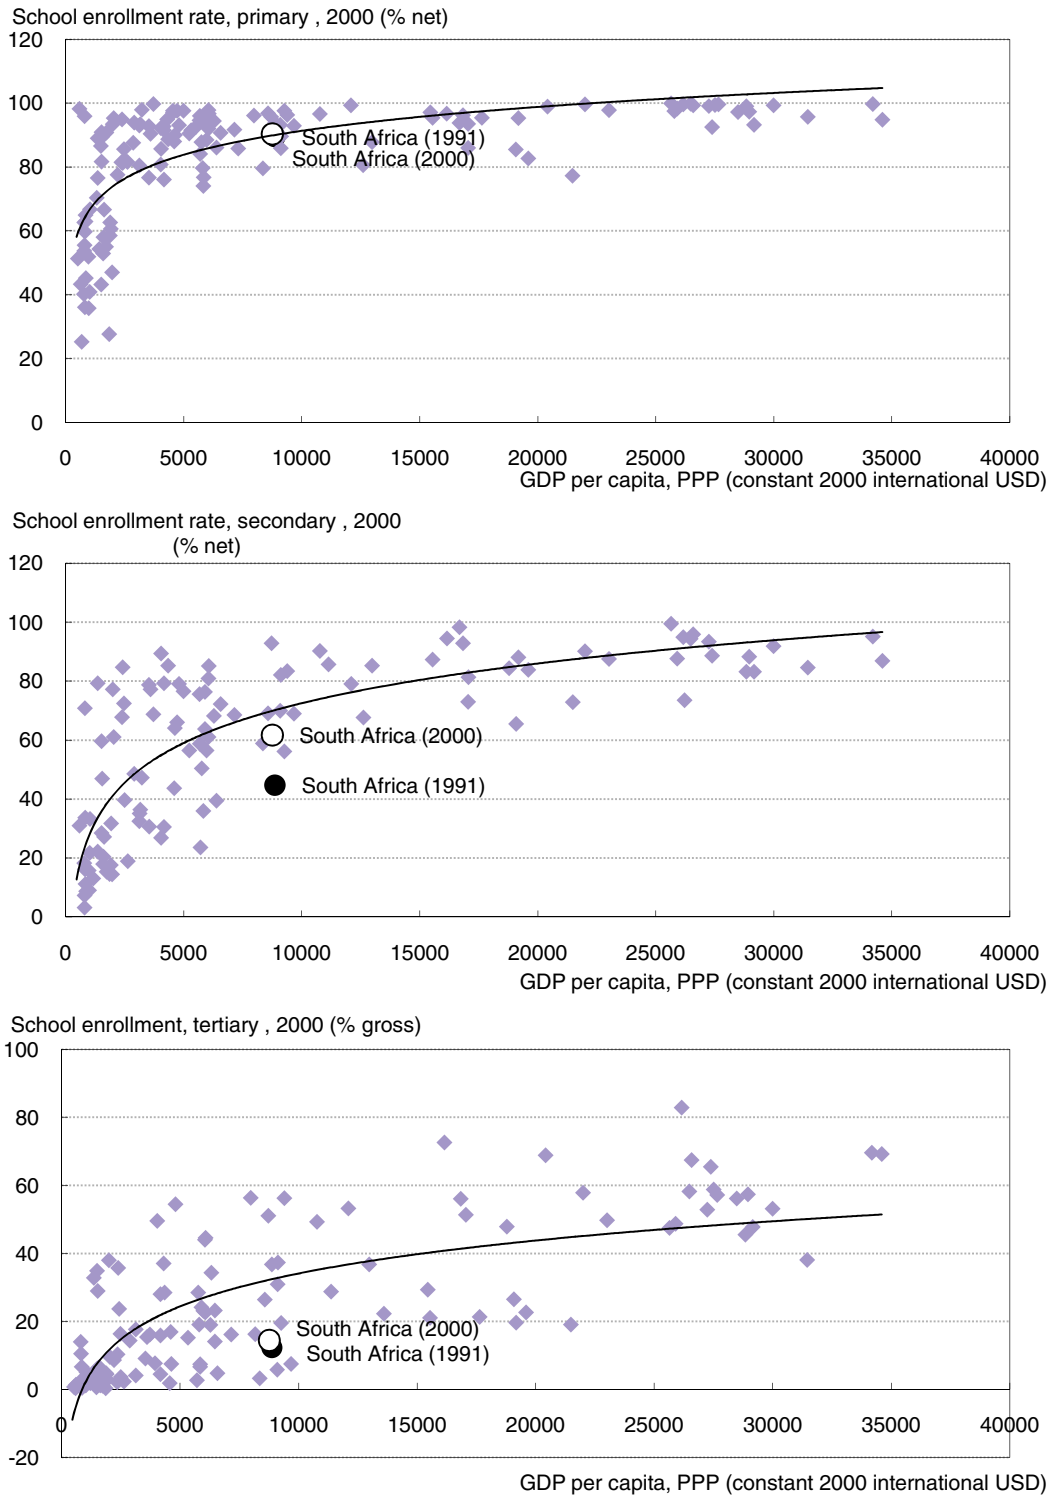 School enrollment rate, primary , 2000 (% net)
120
100
80
60
40
20
0
South Africa (1991)
South Africa (2000)
0 5000 10000 15000 20000 25000 30000 35000 40000
GDP per capita, PPP (constant 2000 international USD)
School enrollment rate, secondary , 2000
(% net)
120
100
80
60
40
20
0
South Africa (2000)
South Africa (1991)
0 5000 10000 15000 20000 25000 30000 35000 40000
GDP per capita, PPP (constant 2000 international USD)
School enrollment, tertiary , 2000 (% gross)
100
80
60
40
20
0
-20
South Africa (2000)
South Africa (1991)
0 5000 10000 15000 20000 25000 30000 35000 40000
GDP per capita, PPP (constant 2000 international USD)